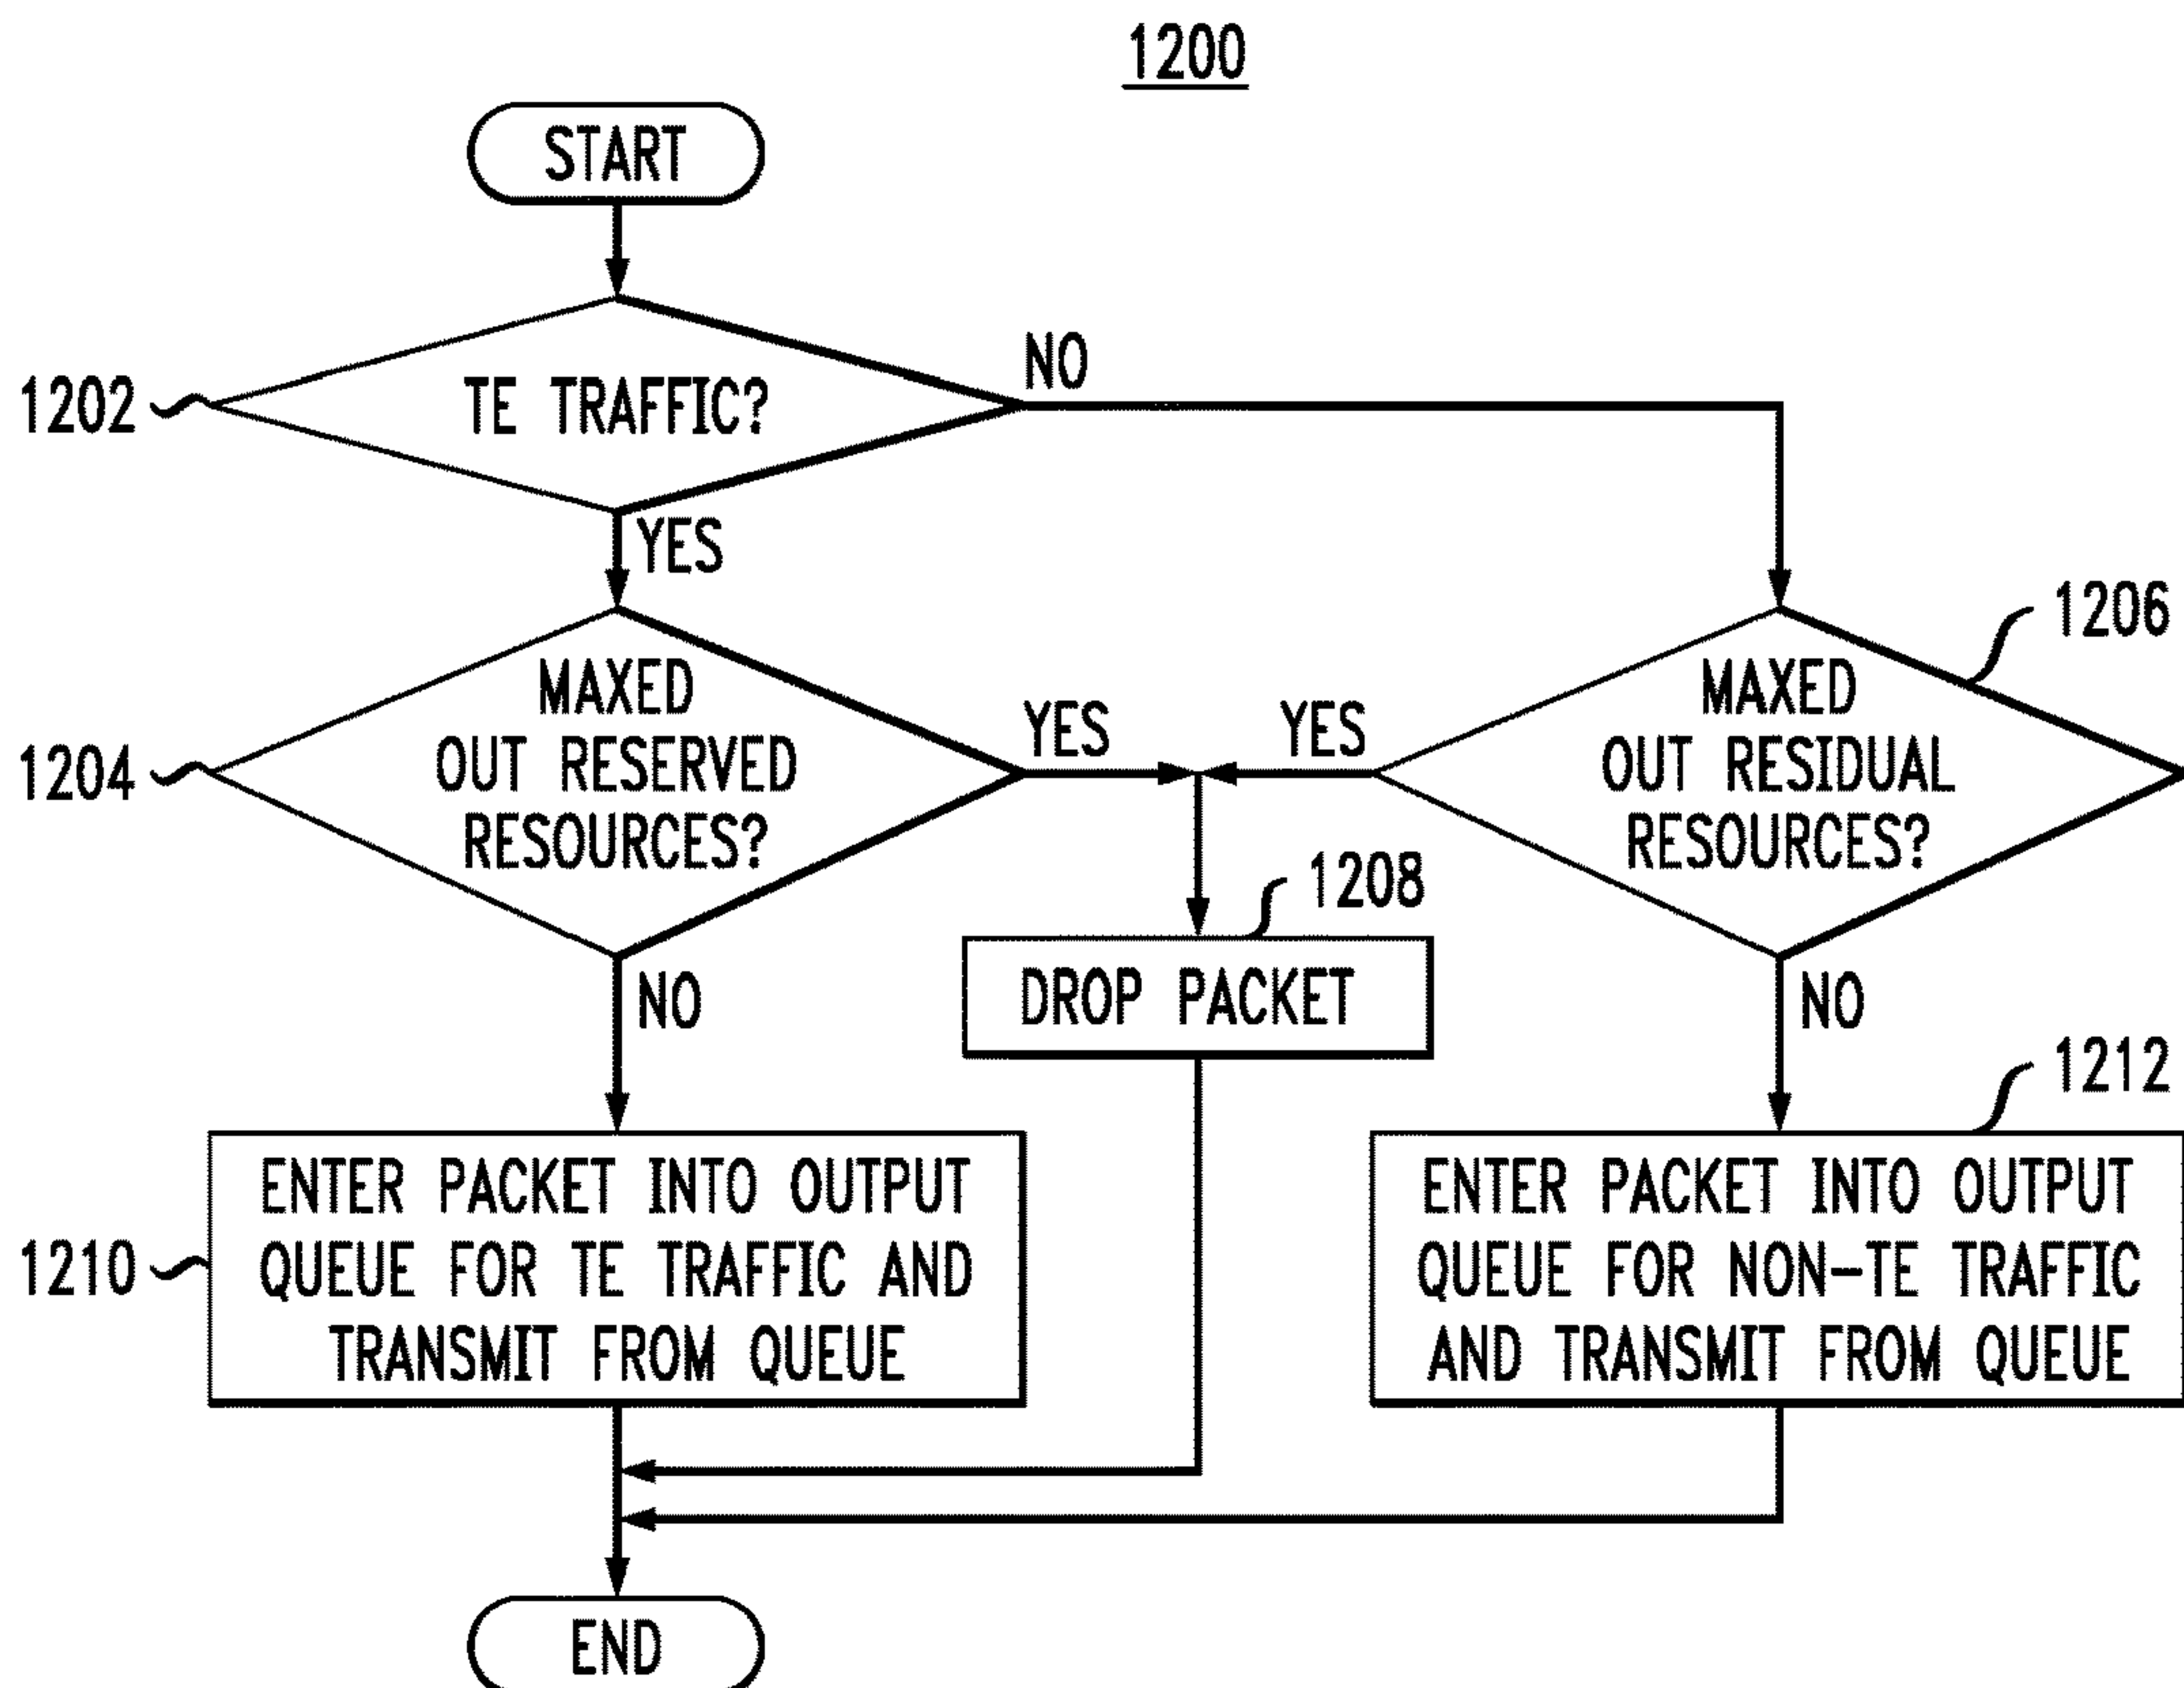 1200
START
1202
TE TRAFFIC?
NO
YES
1204
MAXED
OUT RESERVED
RESOURCES?
YES
YES
1206
MAXED
OUT RESIDUAL
RESOURCES?
1208
DROP PACKET
NO
NO
1210
ENTER PACKET INTO OUTPUT
QUEUE FOR TE TRAFFIC AND
TRANSMIT FROM QUEUE
1212
ENTER PACKET INTO OUTPUT
QUEUE FOR NON-TE TRAFFIC
AND TRANSMIT FROM QUEUE
END